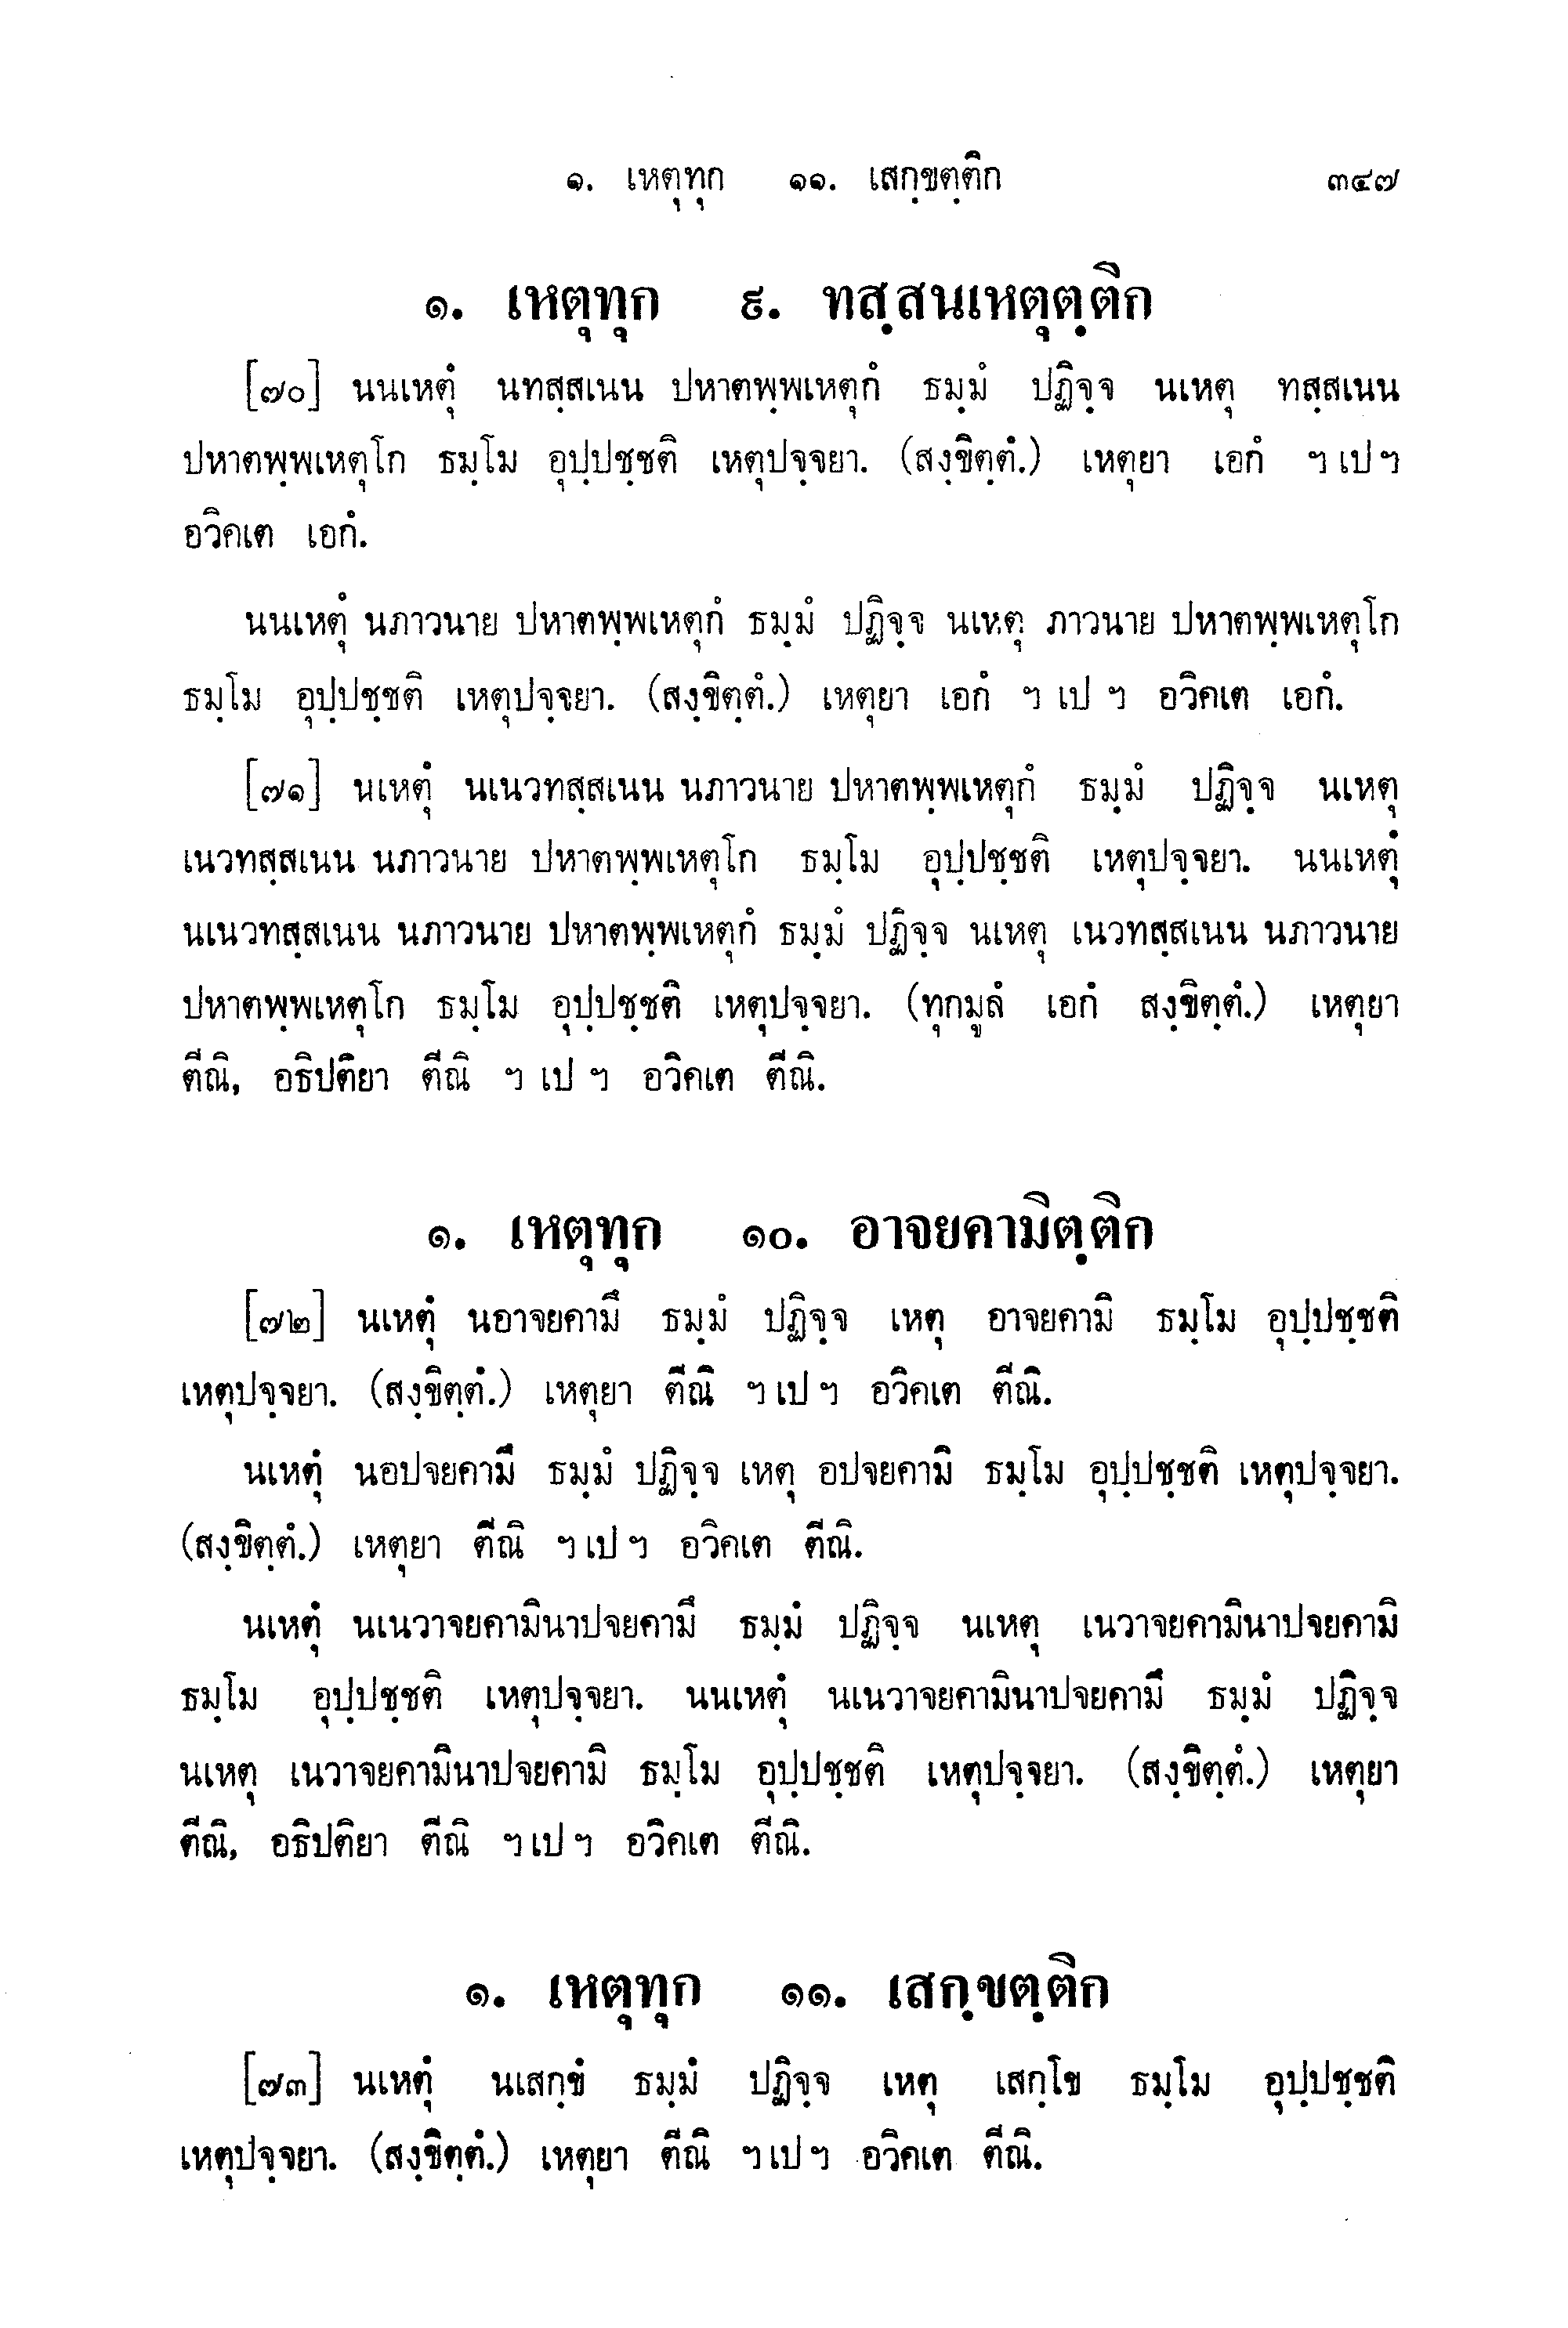 ๑. เหตุทุก ๑๑. เสกฺขตฺติก ๓๔๗
๑. เหตุทุก ๙. ทสฺสนเหตุตฺติก
[๗๐] นนเหตุํ นทสฺสเนน ปหาตพฺพเหตุกํ ธมฺมํ ปฏิจฺจ นเหตุ ทสฺสเนน
ปหาตพฺพเหตุโก ธมฺโม อุปฺปชฺชติ เหตุปจฺจยา. (สงฺขิตฺตํ.) เหตุยา เอกํ ฯ เป ฯ
อวิคเต เอกํ.
นนเหตุํ นภาวนาย ปหาตพฺพเหตุกํ ธมฺมํ ปฏิจฺจ นเหตุ ภาวนาย ปหาตพฺพเหตุโก
ธมฺโม อุปฺปชฺชติ เหตุปจฺจยา. (สงฺขิตฺตํ.) เหตุยา เอกํ ฯ เป ฯ อวิคเต เอกํ.
[๗๑] นเหตุํ นเนวทสฺสเนน นภาวนาย ปหาตพฺพเหตุกํ ธมฺมํ ปฏิจฺจ นเหตุ
เนวทสฺสเนน นภาวนาย ปหาตพฺพเหตุโก ธมฺโม อุปฺปชฺชติ เหตุปจฺจยา. นนเหตุํ
นเนวทสฺสเนน นภาวนาย ปหาตพฺพเหตุกํ ธมฺมํ ปฏิจฺจ นเหตุ เนวทสฺสเนน นภาวนาย
ปหาตพฺพเหตุโก ธมฺโม อุปฺปชฺชติ เหตุปจฺจยา. (ทุกมูลํ เอกํ สงฺขิตฺตํ.) เหตุยา
ตีณิ, อธิปติยา ตีณิ ฯ เป ฯ อวิคเต ตีณิ.
๑. เหตุทุก ๑๐. อาจยคามิตฺติก
[๗๒] นเหตุํ นอาจยคามึ ธมฺมํ ปฏิจฺจ เหตุ อาจยคามิ ธมฺโม อุปฺปชฺชติ
เหตุปจฺจยา. (สงฺขิตฺตํ.) เหตุยา ตีณิ ฯ เป ฯ อวิคเต ตีณิ.
นเหตุํ นอปจยคามึ ธมฺมํ ปฏิจฺจ เหตุ อปจยคามิ ธมฺโม อุปฺปชฺชติ เหตุปจฺจยา.
(สงฺขิตฺตํ.) เหตุยา ตีณิ ฯ เป ฯ อวิคเต ตีณิ.
นเหตุํ นเนวาจยคามินาปจยคามึ ธมฺมํ ปฏิจฺจ นเหตุ เนวาจยคามินาปจยคามิ
ธมฺโม อุปฺปชฺชติ เหตุปจฺจยา. นนเหตุํ นเนวาจยคามินาปจยคามึ ธมฺมํ ปฏิจฺจ
นเหตุ เนวาจยคามินาปจยคามิ ธมฺโม อุปฺปชฺชติ เหตุปจฺจยา. (สงฺขิตฺตํ.) เหตุยา
ตีณิ, อธิปติยา ตีณิ ฯ เป ฯ อวิคเต ตีณิ.
๑. เหตุทุก ๑๑. เสกฺขตฺติก
[๗๓] นเหตุํ นเสกฺขํ ธมฺมํ ปฏิจฺจ เหตุ เสกฺโข ธมฺโม อุปฺปชฺชติ
เหตุปจฺจยา. (สงฺขิตฺตํ.) เหตุยา ตีณิ ฯ เป ฯ อวิคเต ตีณิ.